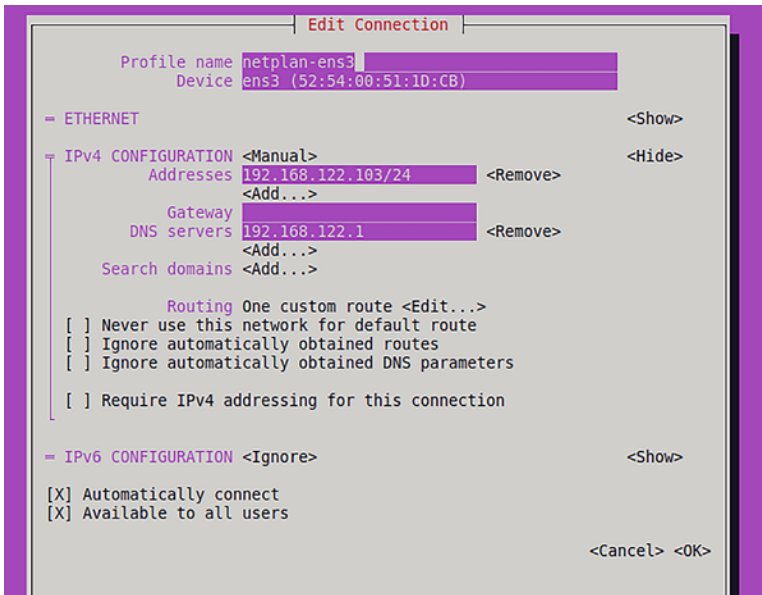 Edit Connection
Profile name netplan-ens3
Device ens3 (52:54:00:51:1D:CB)
= ETHERNET <Show>
IPv4 CONFIGURATION <Manual> <Hide>
Addresses 192.168.122.103/24 <Remove>
<Add...>
Gateway
DNS servers 192.168.122.1 <Remove>
<Add...>
Search domains <Add...>
Routing One custom route <Edit...>
[ ] Never use this network for default route
[ ] Ignore automatically obtained routes
[ ] Ignore automatically obtained DNS parameters
[ ] Require IPv4 addressing for this connection
= IPv6 CONFIGURATION <Ignore> <Show>
[X] Automatically connect
[X] Available to all users
<Cancel> <OK>